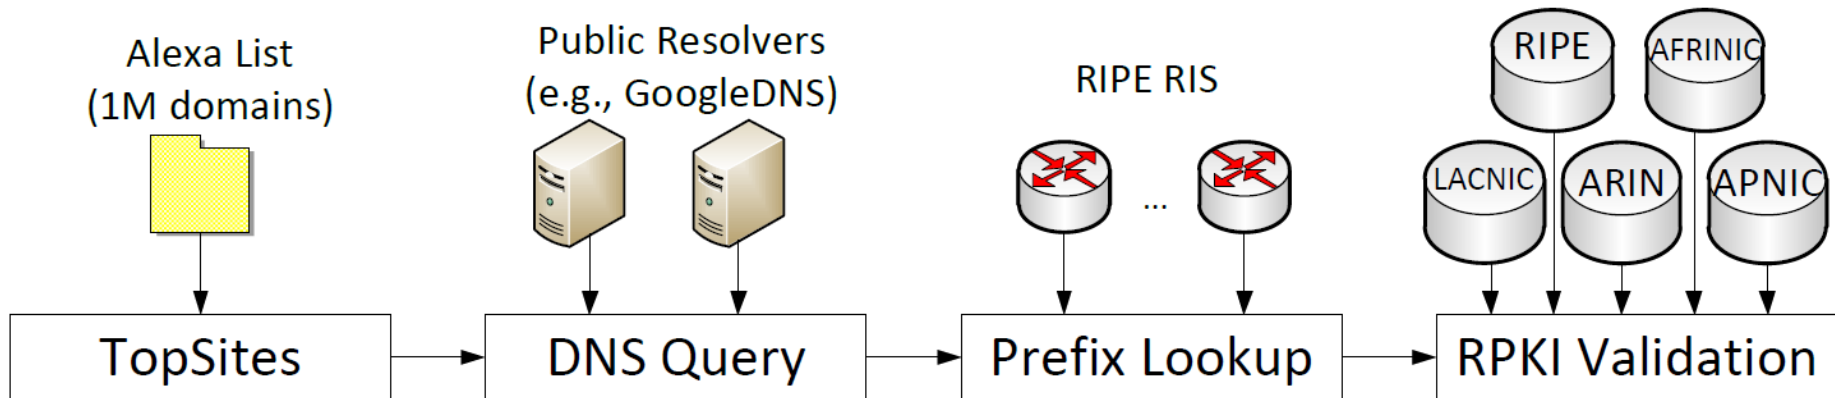 Alexa List
(1M domains)
Public Resolvers
(e.g., GoogleDNS)
RIPE RIS
...
RIPE
AFRINIC
LACNIC
ARIN
APNIC
TopSites
DNS Query
Prefix Lookup
RPKI Validation